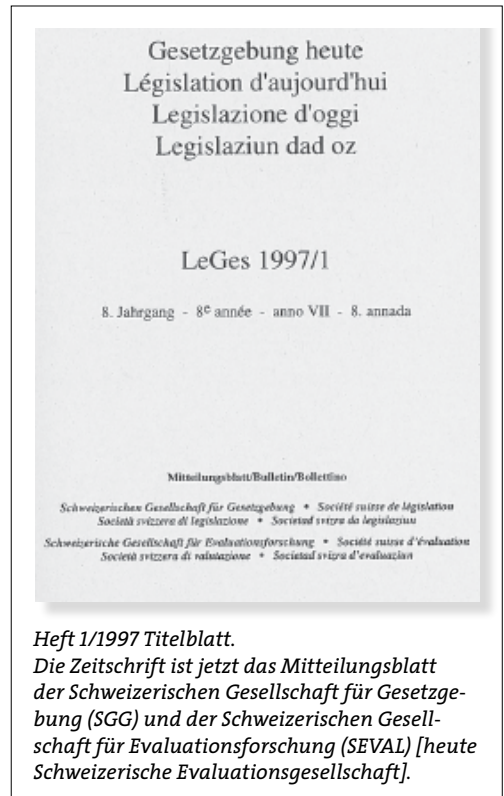 Gesetzgebung heute
Législation d'aujourd'hui
Legislazione d'oggi
Legislaziun dad oz
LeGes 1997/1
8. Jahrgang - 8e année - anno VII - 8. annada
Mitteilungsblatt/Bulletin/Bollettino
Schweizerischen Gesellschaft für Gesetzgebung • Société suisse de législation
Società svizzera di legislazione • Societad svizra da legislaziun
Schweizerische Gesellschaft für Evaluationsforschung • Société suisse d'évaluation
Società svizzera di valutazione • Societad svizra d'evaluaziun
Heft 1/1997 Titelblatt.
Die Zeitschrift ist jetzt das Mitteilungsblatt
der Schweizerischen Gesellschaft für Gesetzge-
bung (SGG) und der Schweizerischen Gesell-
schaft für Evaluationsforschung (SEVAL) [heute
Schweizerische Evaluationsgesellschaft].